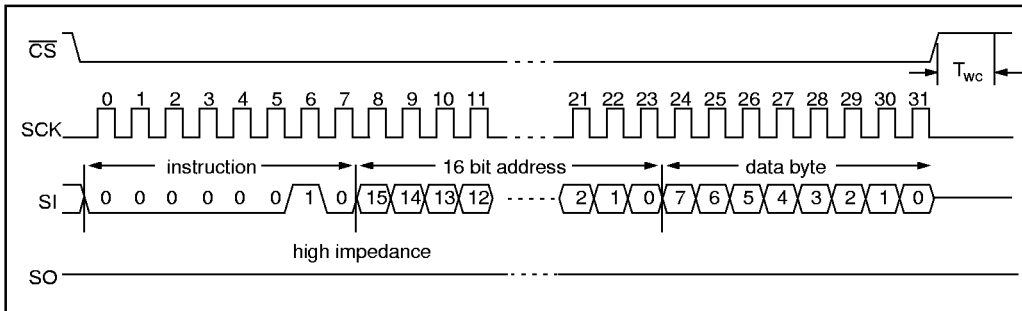 CS
TWC
0 1 2 3 4 5 6 7 8 9 10 11 21 22 23 24 25 26 27 28 29 30 31
SCK
instruction 16 bit address data byte
SI 0 0 0 0 0 0 1 0 15 14 13 12 2 1 0 7 6 5 4 3 2 1 0
high impedance
SO